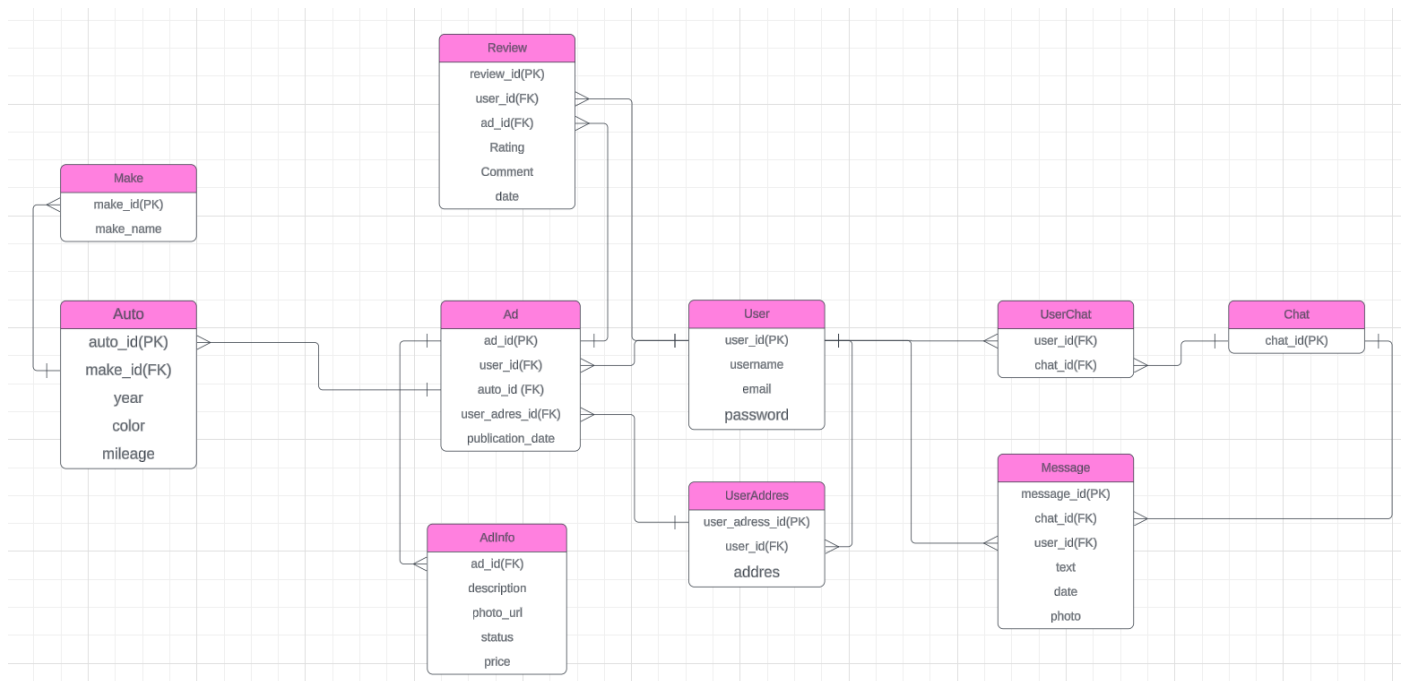 Review
review_id(PK)
user_id(FK)
ad_id(FK)
Rating
Comment
date
Make
make_id(PK)
make_name
Auto
auto_id(PK)
make_id(FK)
year
color
mileage
Ad
ad_id(PK)
user_id(FK)
auto_id (FK)
user_adres_id(FK)
publication_date
User
user_id(PK)
username
email
password
UserChat
user_id(FK)
chat_id(FK)
Chat
chat_id(PK)
AdInfo
ad_id(FK)
description
photo_url
status
price
UserAddres
user_adress_id(PK)
user_id(FK)
addres
Message
message_id(PK)
chat_id(FK)
user_id(FK)
text
date
photo